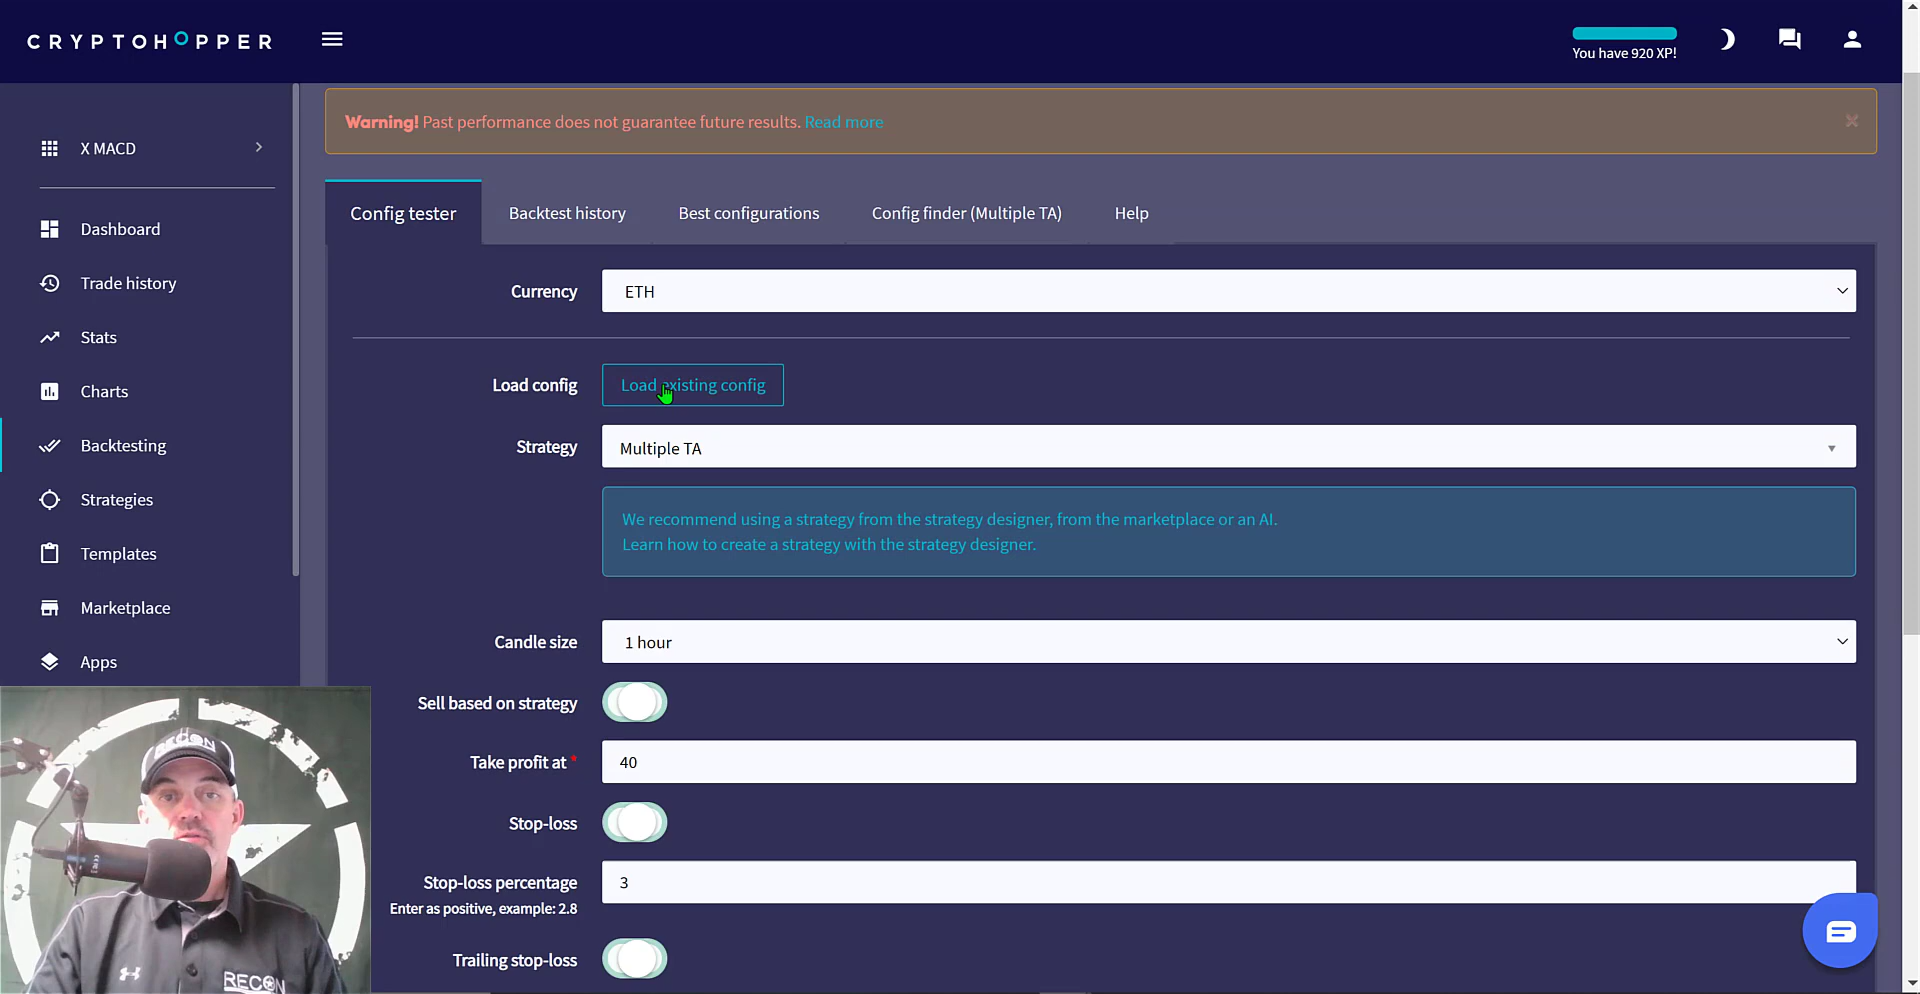 CRYPTOHOPPER
You have 920 XP!
Warning! Past performance does not guarantee future results. Read more
X MACD
Dashboard
Trade history
Stats
Charts
Backtesting
Strategies
Templates
Marketplace
Apps
Config tester
Backtest history
Best configurations
Config finder (Multiple TA)
Help
Currency
ETH
Load config
Load existing config
Strategy
Multiple TA
We recommend using a strategy from the strategy designer, from the marketplace or an AI.
Learn how to create a strategy with the strategy designer.
Candle size
1 hour
Sell based on strategy
Take profit at *
40
Stop-loss
Stop-loss percentage
3
Enter as positive, example: 2.8
Trailing stop-loss
RECON
RECON